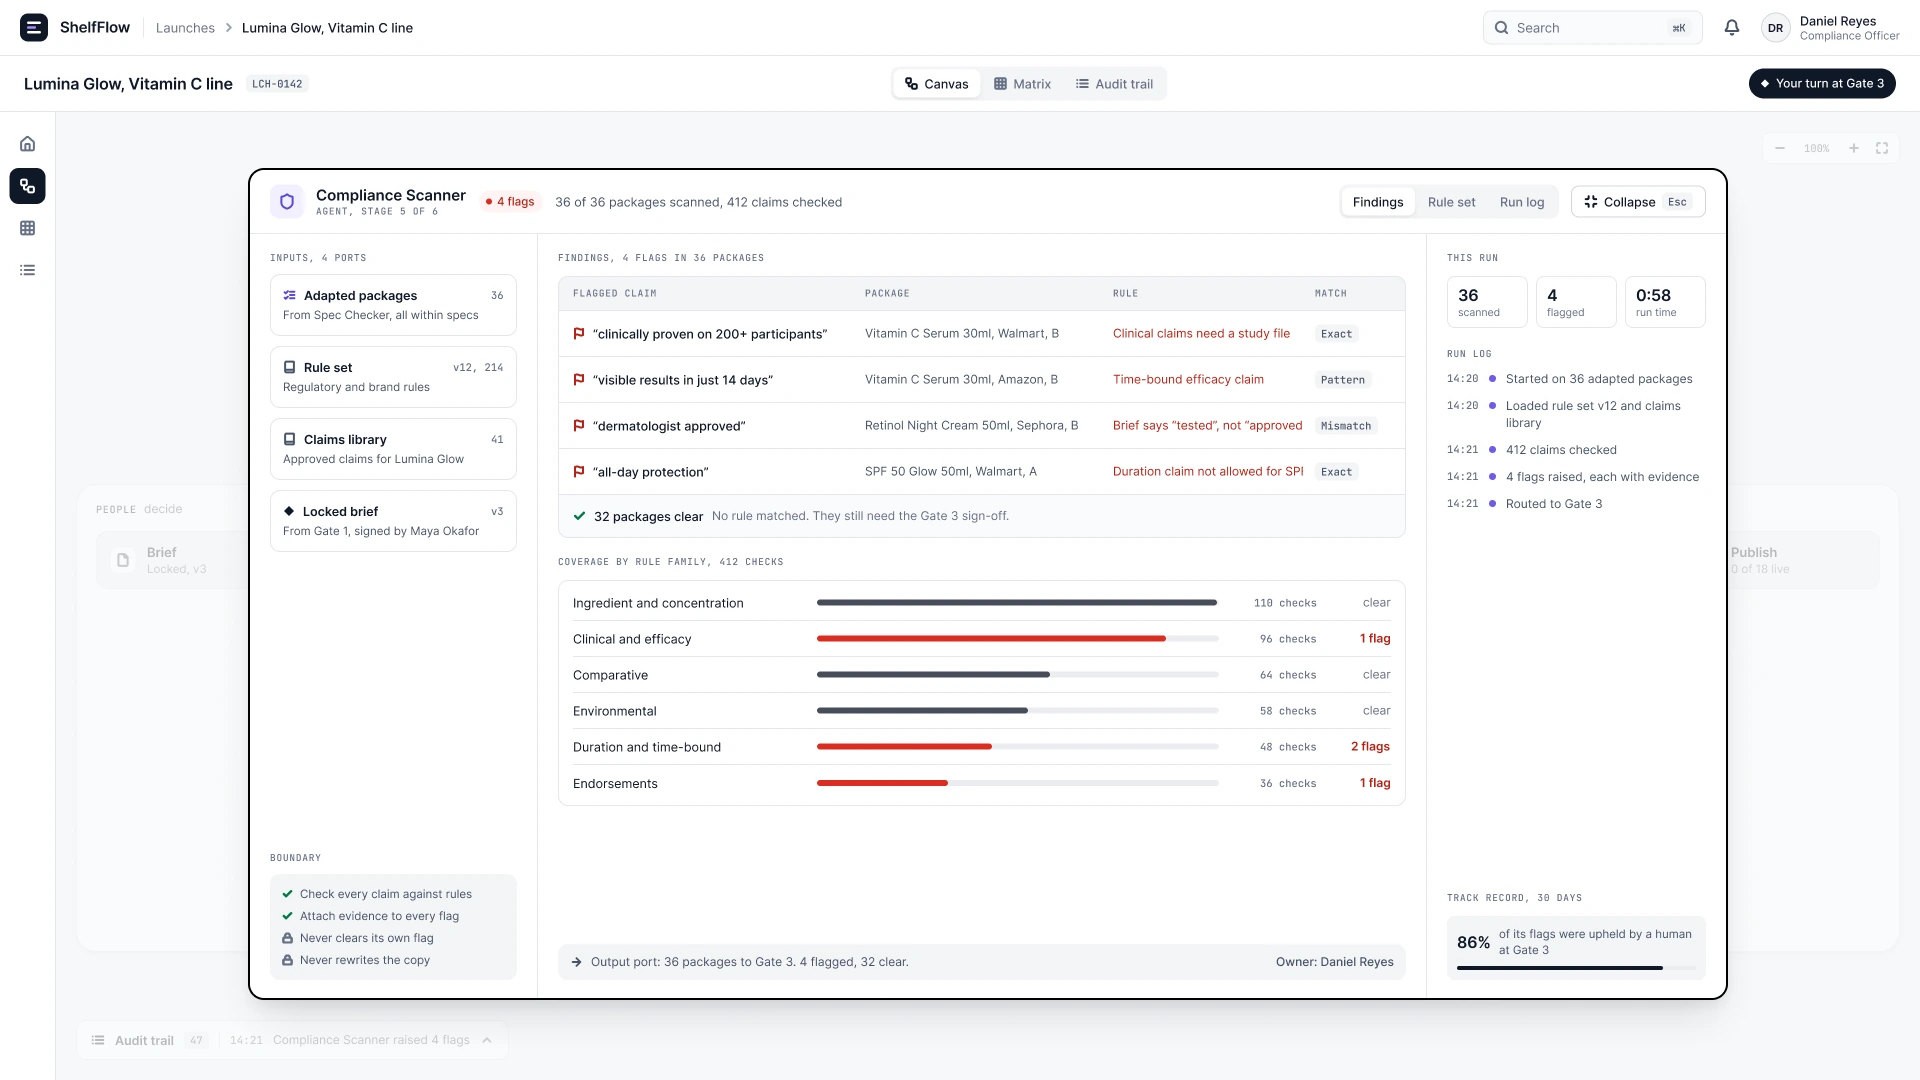 ShelfFlow
Launches
Lumina Glow, Vitamin C line
Search
⌘K
DR
Daniel Reyes
Compliance Officer
Lumina Glow, Vitamin C line
LCH-0142
Canvas
Matrix
Audit trail
Your turn at Gate 3
100%
Compliance Scanner
AGENT, STAGE 5 OF 6
4 flags
36 of 36 packages scanned, 412 claims checked
Findings
Rule set
Run log
Collapse
Esc
INPUTS, 4 PORTS
Adapted packages
36
From Spec Checker, all within specs
Rule set
v12, 214
Regulatory and brand rules
Claims library
41
Approved claims for Lumina Glow
Locked brief
v3
From Gate 1, signed by Maya Okafor
BOUNDARY
Check every claim against rules
Attach evidence to every flag
Never clears its own flag
Never rewrites the copy
FINDINGS, 4 FLAGS IN 36 PACKAGES
FLAGGED CLAIM PACKAGE RULE MATCH
“clinically proven on 200+ participants” Vitamin C Serum 30ml, Walmart, B Clinical claims need a study file Exact
“visible results in just 14 days” Vitamin C Serum 30ml, Amazon, B Time-bound efficacy claim Pattern
“dermatologist approved” Retinol Night Cream 50ml, Sephora, B Brief says “tested”, not “approved Mismatch
“all-day protection” SPF 50 Glow 50ml, Walmart, A Duration claim not allowed for SPF Exact
32 packages clear No rule matched. They still need the Gate 3 sign-off.
COVERAGE BY RULE FAMILY, 412 CHECKS
Ingredient and concentration 110 checks clear
Clinical and efficacy 96 checks 1 flag
Comparative 64 checks clear
Environmental 58 checks clear
Duration and time-bound 48 checks 2 flags
Endorsements 36 checks 1 flag
Output port: 36 packages to Gate 3. 4 flagged, 32 clear.
Owner: Daniel Reyes
THIS RUN
36
scanned
4
flagged
0:58
run time
RUN LOG
14:20 Started on 36 adapted packages
14:20 Loaded rule set v12 and claims
library
14:21 412 claims checked
14:21 4 flags raised, each with evidence
14:21 Routed to Gate 3
TRACK RECORD, 30 DAYS
86%
of its flags were upheld by a human
at Gate 3
PEOPLE decide
Brief
Locked, v3
Publish
0 of 18 live
Audit trail 47 14:21 Compliance Scanner raised 4 flags